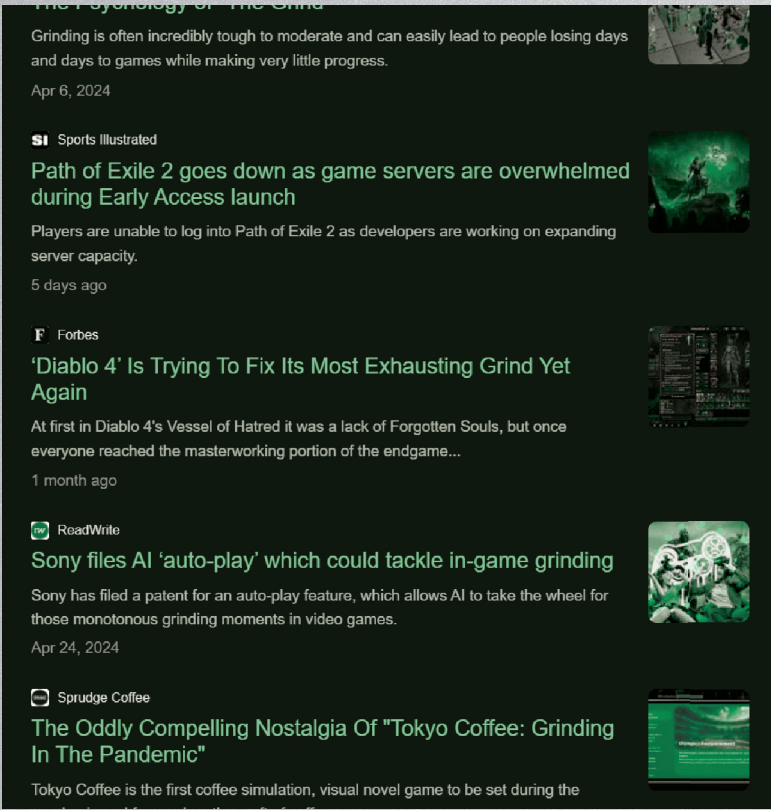 The Psychology of "The Grind"
Grinding is often incredibly tough to moderate and can easily lead to people losing days
and days to games while making very little progress.
Apr 6, 2024
SI Sports Illustrated
Path of Exile 2 goes down as game servers are overwhelmed
during Early Access launch
Players are unable to log into Path of Exile 2 as developers are working on expanding
server capacity.
5 days ago
F Forbes
‘Diablo 4’ Is Trying To Fix Its Most Exhausting Grind Yet
Again
At first in Diablo 4's Vessel of Hatred it was a lack of Forgotten Souls, but once
everyone reached the masterworking portion of the endgame...
1 month ago
rw ReadWrite
Sony files AI ‘auto-play’ which could tackle in-game grinding
Sony has filed a patent for an auto-play feature, which allows AI to take the wheel for
those monotonous grinding moments in video games.
Apr 24, 2024
Sprudge Coffee
The Oddly Compelling Nostalgia Of "Tokyo Coffee: Grinding
In The Pandemic"
Tokyo Coffee is the first coffee simulation, visual novel game to be set during the